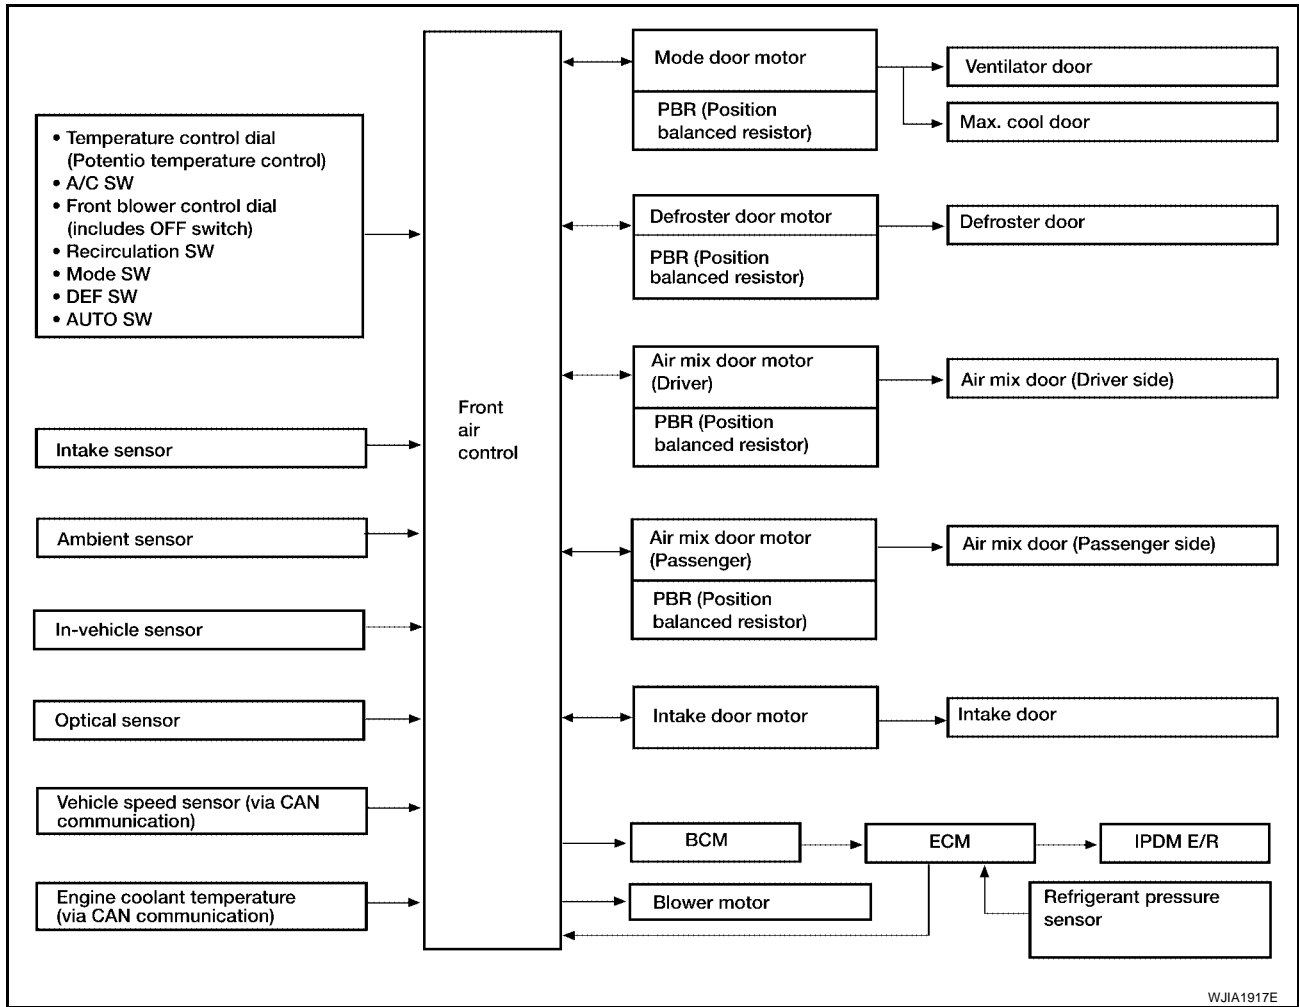 • Temperature control dial
(Potentio temperature control)
• A/C SW
• Front blower control dial
(includes OFF switch)
• Recirculation SW
• Mode SW
• DEF SW
• AUTO SW
Intake sensor
Ambient sensor
In-vehicle sensor
Optical sensor
Vehicle speed sensor (via CAN
communication)
Engine coolant temperature
(via CAN communication)
Front
air
control
Mode door motor
PBR (Position
balanced resistor)
Ventilator door
Max. cool door
Defroster door motor
PBR (Position
balanced resistor)
Defroster door
Air mix door motor
(Driver)
PBR (Position
balanced resistor)
Air mix door (Driver side)
Air mix door motor
(Passenger)
PBR (Position
balanced resistor)
Air mix door (Passenger side)
Intake door motor
Intake door
BCM
ECM
IPDM E/R
Blower motor
Refrigerant pressure
sensor
WJIA1917E